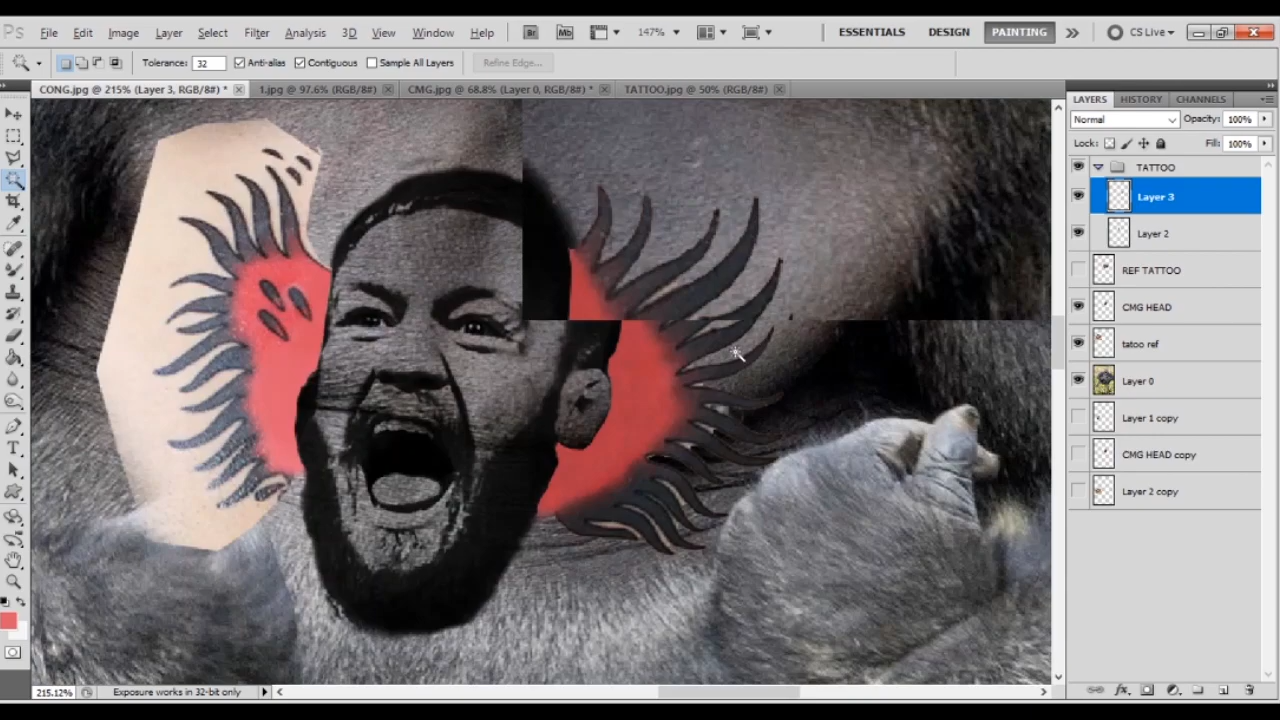 Ps File Edit Image Layer Select Filter Analysis 3D View Window Help Br Mb 147% ESSENTIALS DESIGN PAINTING CS Live
Tolerance: 32 Anti-alias Contiguous Sample All Layers Refine Edge...
CONG.jpg @ 215% (Layer 3, RGB/8#) * 1.jpg @ 97.6% (RGB/8#) CMG.jpg @ 68.8% (Layer 0, RGB/8#) * TATTOO.jpg @ 50% (RGB/8#)
LAYERS HISTORY CHANNELS
Normal Opacity: 100%
Lock: Fill: 100%
TATTOO
Layer 3
Layer 2
REF TATTOO
CMG HEAD
tatoo ref
Layer 0
Layer 1 copy
CMG HEAD copy
Layer 2 copy
215.12% Exposure works in 32-bit only